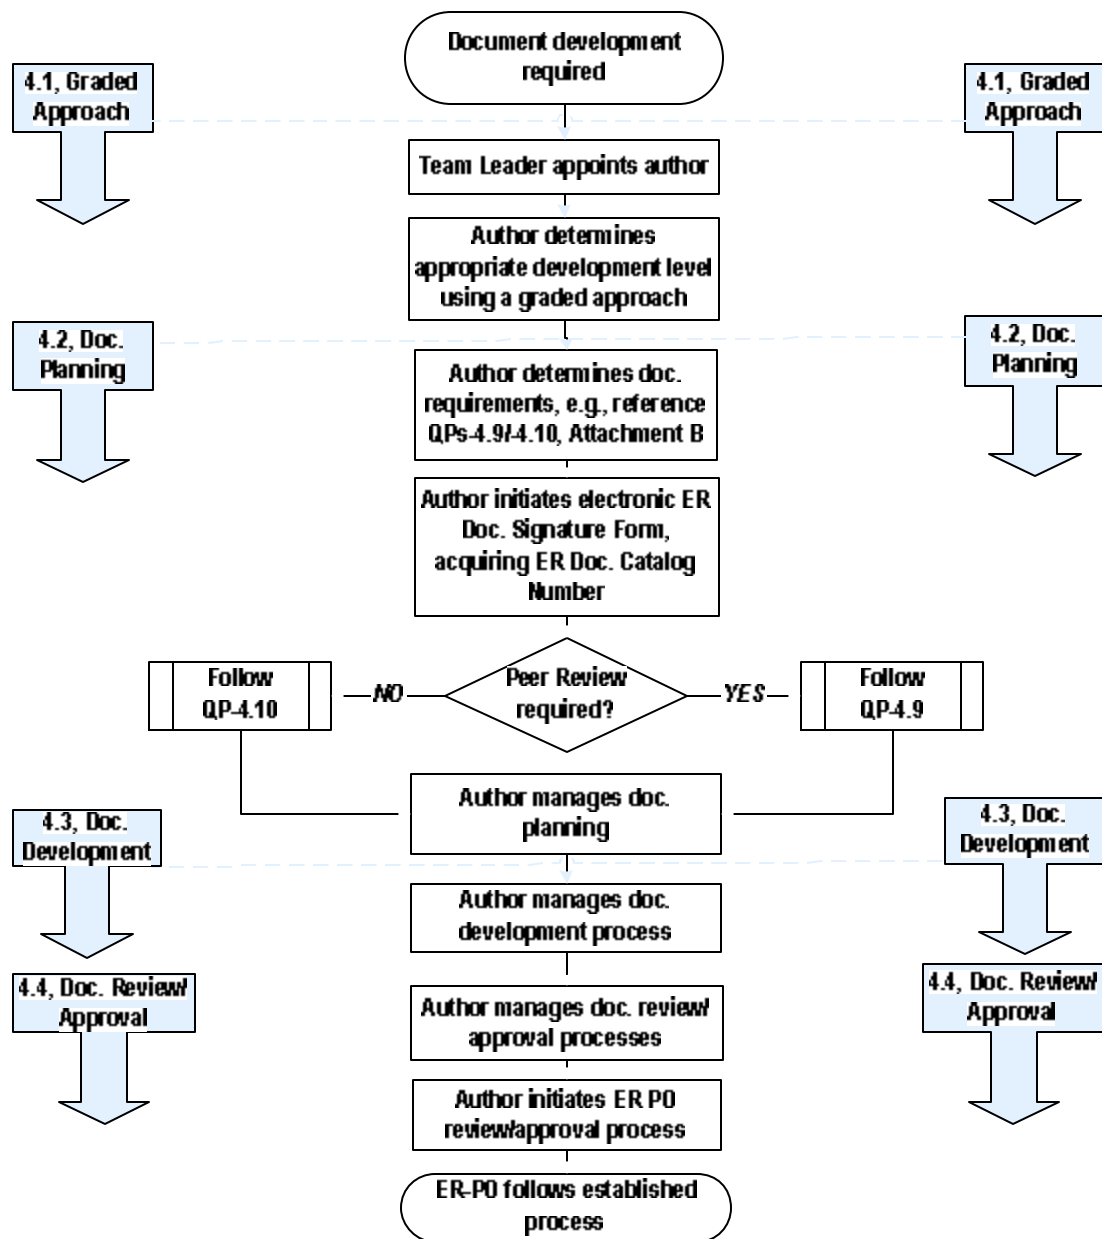 Document development
required
4.1, Graded
Approach
4.1, Graded
Approach
Team Leader appoints author
Author determines
appropriate development level
using a graded approach
4.2, Doc.
Planning
4.2, Doc.
Planning
Author determines doc.
requirements, e.g., reference
QPs-4.9/-4.10, Attachment B
Author initiates electronic ER
Doc. Signature Form,
acquiring ER Doc. Catalog
Number
Follow
QP-4.10
NO
Peer Review
required?
YES
Follow
QP-4.9
Author manages doc.
planning
4.3, Doc.
Development
4.3, Doc.
Development
Author manages doc.
development process
4.4, Doc. Review/
Approval
4.4, Doc. Review/
Approval
Author manages doc. review/
approval processes
Author initiates ER PO
review/approval process
ER-PO follows established
process